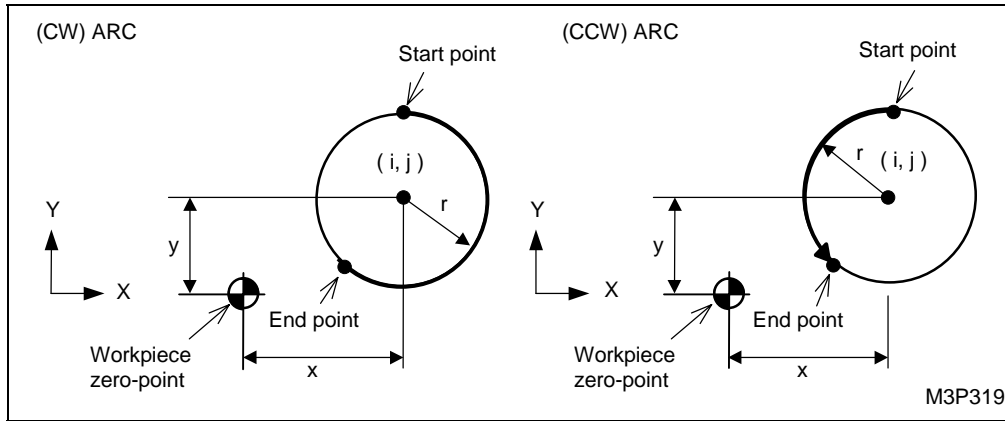 (CW) ARC
Start point
( i, j )
r
Y
y
X
End point
Workpiece
zero-point
x
(CCW) ARC
Start point
r
( i, j )
Y
y
X
End point
Workpiece
zero-point
x
M3P319